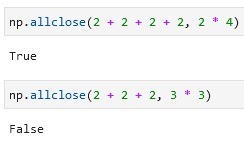 np.allclose(2 + 2 + 2 + 2, 2 * 4)
True
np.allclose(2 + 2 + 2, 3 * 3)
False